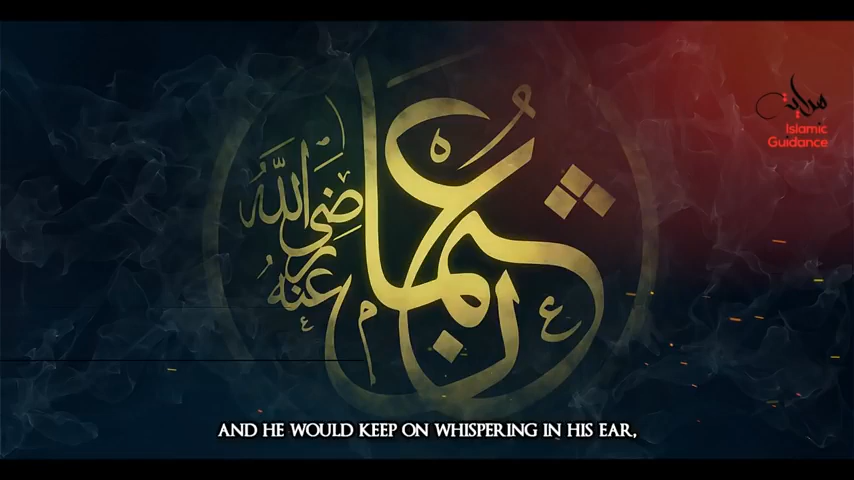 عثمان
رضي الله عنه
هداية
Islamic
Guidance
AND HE WOULD KEEP ON WHISPERING IN HIS EAR,